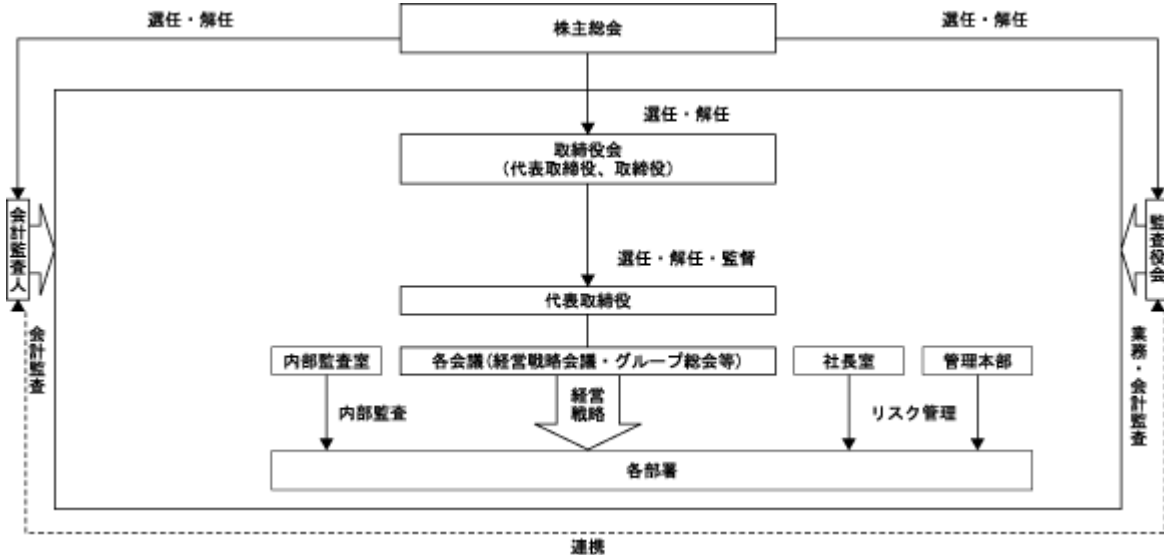 選任・解任
株主総会
選任・解任
選任・解任
取締役会
（代表取締役、取締役）
会計監査人
監査役会
選任・解任・監督
代表取締役
会計監査
業務・会計監査
内部監査室
各会議(経営戦略会議・グループ総会等)
社長室
管理本部
内部監査
経営
戦略
リスク管理
各部署
連携